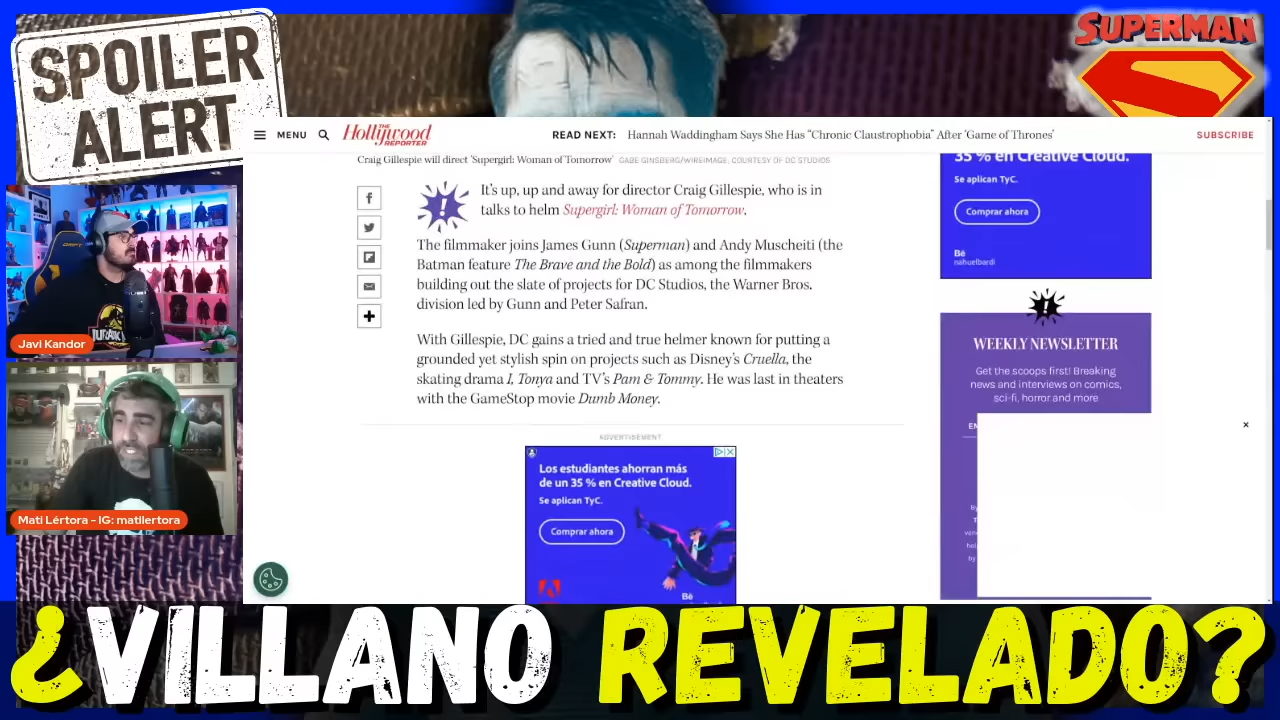 SPOILER
ALERT
SUPERMAN
MENU
THE
Hollywood
REPORTER
READ NEXT: Hannah Waddingham Says She Has “Chronic Claustrophobia” After ‘Game of Thrones’
SUBSCRIBE
Craig Gillespie will direct 'Supergirl: Woman of Tomorrow' GABE GINSBERG/WIREIMAGE, COURTESY OF DC STUDIOS
It’s up, up and away for director Craig Gillespie, who is in
talks to helm Supergirl: Woman of Tomorrow.
The filmmaker joins James Gunn (Superman) and Andy Muscheiti (the
Batman feature The Brave and the Bold) as among the filmmakers
building out the slate of projects for DC Studios, the Warner Bros.
division led by Gunn and Peter Safran.
With Gillespie, DC gains a tried and true helmer known for putting a
grounded yet stylish spin on projects such as Disney’s Cruella, the
skating drama I, Tonya and TV’s Pam & Tommy. He was last in theaters
with the GameStop movie Dumb Money.
ADVERTISEMENT
Los estudiantes ahorran más
de un 35 % en Creative Cloud.
Se aplican TyC.
Comprar ahora
Bē
35 % en Creative Cloud.
Se aplican TyC.
Comprar ahora
Bē
nahuelbardi
WEEKLY NEWSLETTER
Get the scoops first! Breaking
news and interviews on comics,
sci-fi, horror and more
EM
By
Javi Kandor
Mati Lértora - IG: matilertora
¿VILLANO REVELADO?